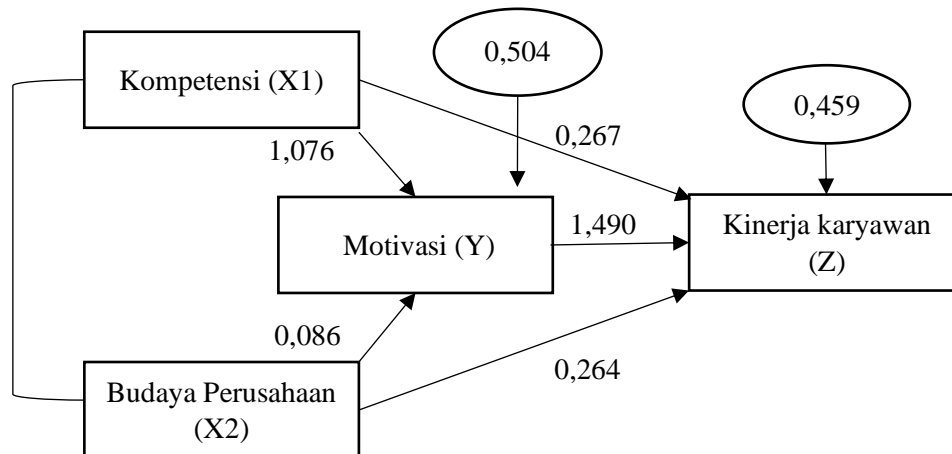 0,504
Kompetensi (X1)
0,459
0,267
1,076
Kinerja karyawan
(Z)
1,490
Motivasi (Y)
0,086
0,264
Budaya Perusahaan
(X2)